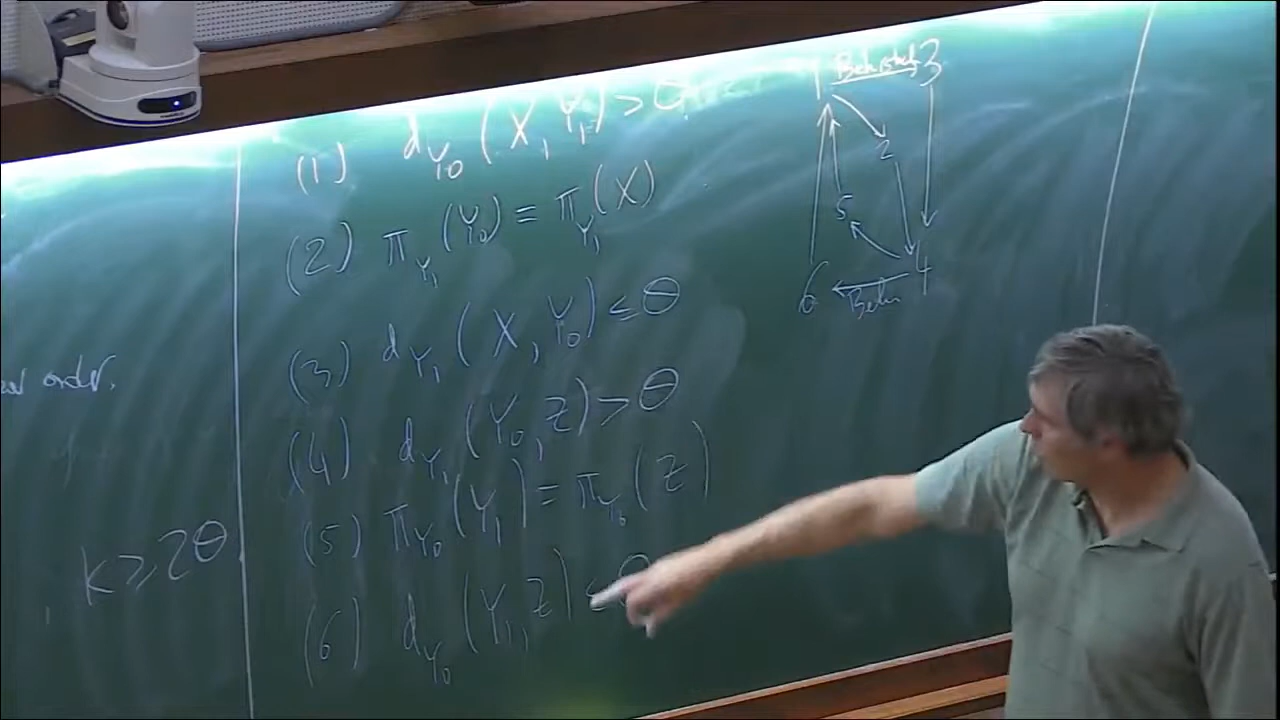 (1) d_{Y_0}(X, Y_1) > θ
(2) π_{Y_1}(Y_0) = π_{Y_1}(X)
(3) d_{Y_1}(X, Y_0) ≤ θ
(4) d_{Y_1}(Y_0, Z) > θ
(5) π_{Y_0}(Y_1) = π_{Y_0}(Z)
(6) d_{Y_0}(Y_1, Z) ≤ θ
order.
K ≥ 2θ
1 3
2
5
6 4
Beh